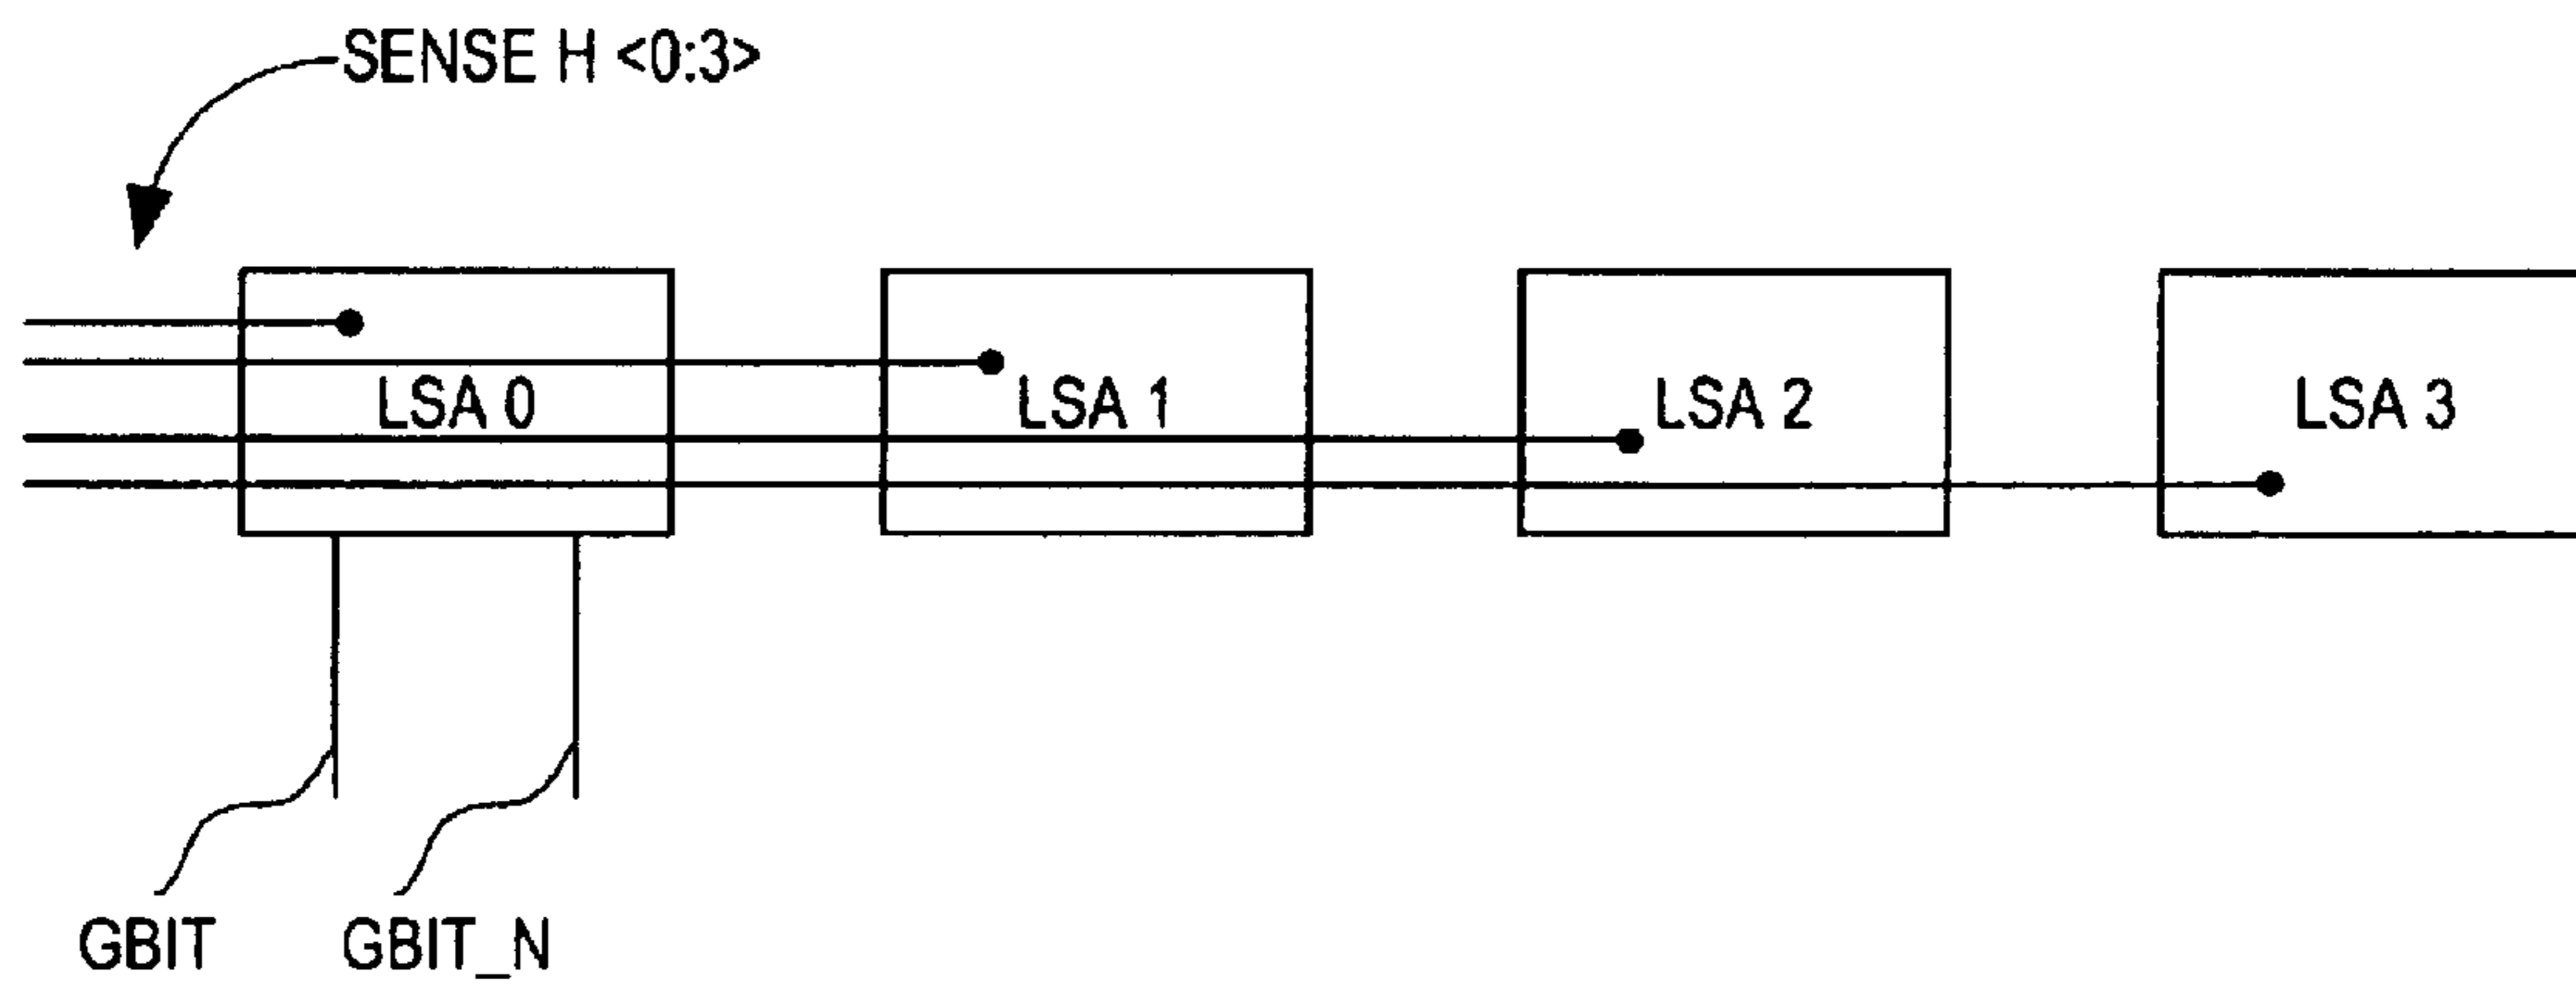 SENSE H <0:3>
LSA 0
LSA 1
LSA 2
LSA 3
GBIT
GBIT_N